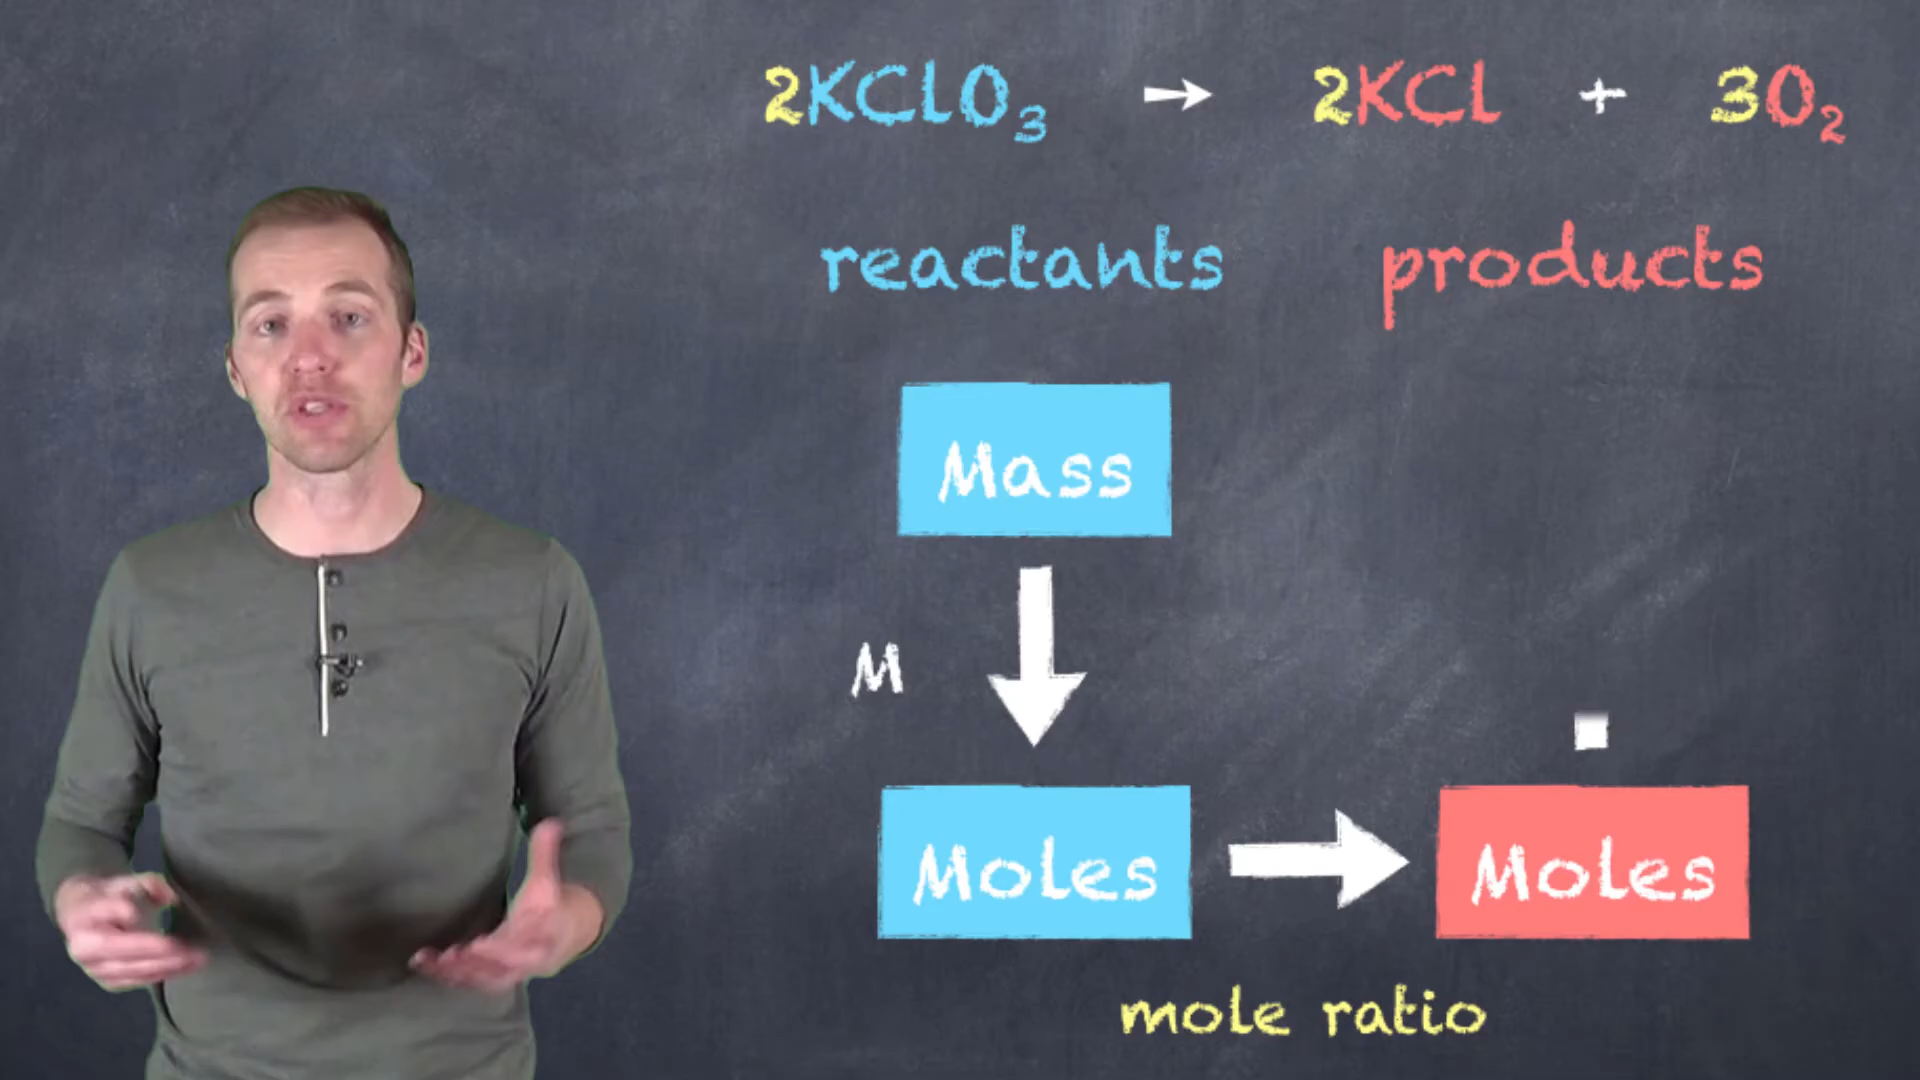 2KClO₃ → 2KCl + 3O₂
reactants products
Mass
M
Moles Moles
mole ratio